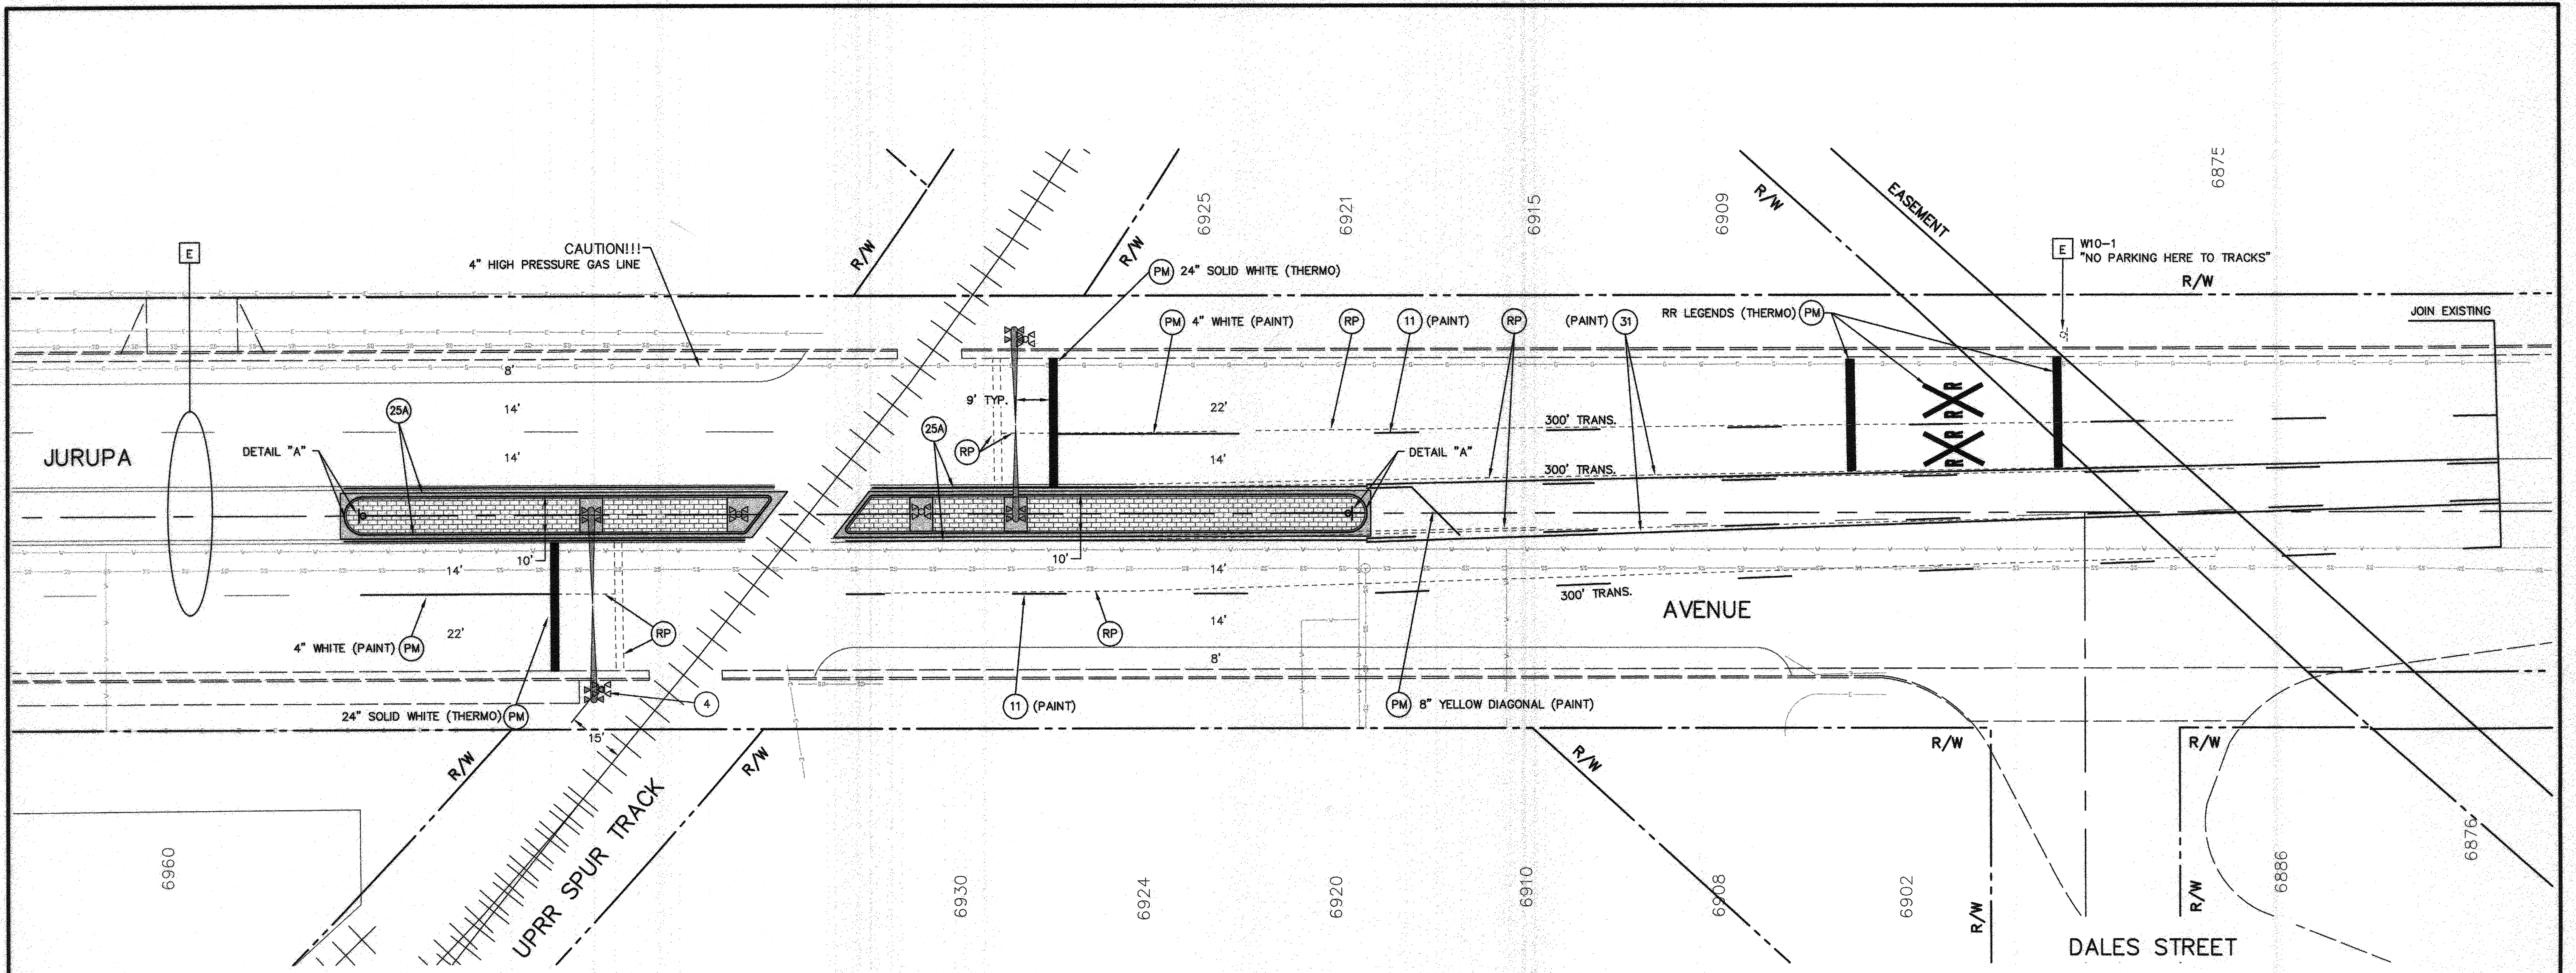 6925
6921
6915
6909
6875
R/W
R/W
R/W
EASEMENT
E
CAUTION!!!
4" HIGH PRESSURE GAS LINE
E
W10-1
"NO PARKING HERE TO TRACKS"
R/W
PM 24" SOLID WHITE (THERMO)
PM 4" WHITE (PAINT)
RP
11 (PAINT)
RP
(PAINT) 31
RR LEGENDS (THERMO) PM
JOIN EXISTING
8'
14'
25A
9' TYP.
22'
25A
RP
300' TRANS.
R R
R R
JURUPA
DETAIL "A"
14'
14'
DETAIL "A"
300' TRANS.
10'
14'
10'
14'
300' TRANS.
AVENUE
22'
4" WHITE (PAINT) PM
RP
RP
14'
8'
24" SOLID WHITE (THERMO) PM
4
11 (PAINT)
PM 8" YELLOW DIAGONAL (PAINT)
15'
R/W
R/W
R/W
R/W
R/W
UPRR SPUR TRACK
6960
6930
6924
6920
6910
6908
6902
R/W
R/W
6886
6876
DALES STREET